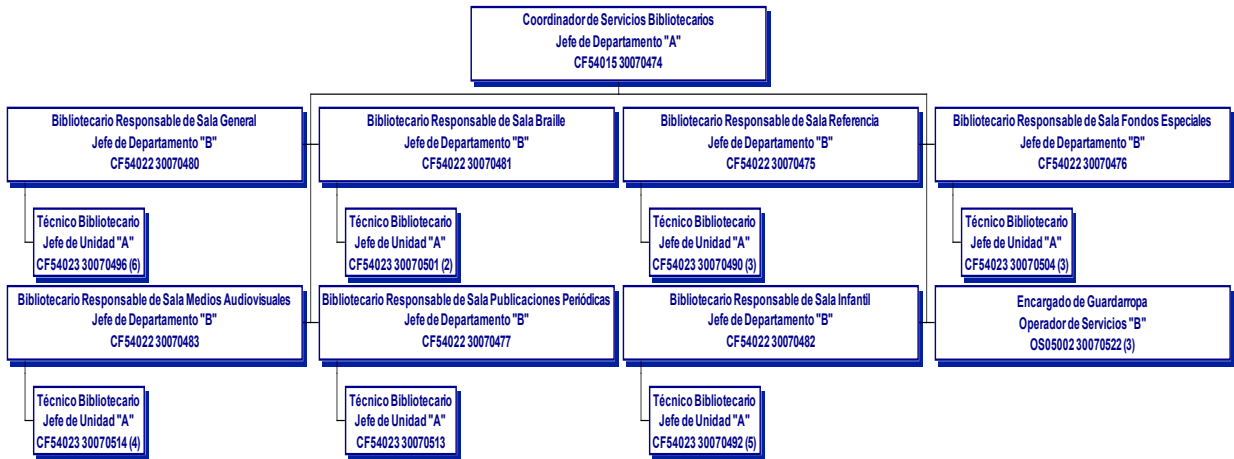 Coordinador de Servicios Bibliotecarios
Jefe de Departamento "A"
CF54015 30070474
Bibliotecario Responsable de Sala General
Jefe de Departamento "B"
CF54022 30070480
Bibliotecario Responsable de Sala Braille
Jefe de Departamento "B"
CF54022 30070481
Bibliotecario Responsable de Sala Referencia
Jefe de Departamento "B"
CF54022 30070475
Bibliotecario Responsable de Sala Fondos Especiales
Jefe de Departamento "B"
CF54022 30070476
Técnico Bibliotecario
Jefe de Unidad "A"
CF54023 30070496 (6)
Técnico Bibliotecario
Jefe de Unidad "A"
CF54023 30070501 (2)
Técnico Bibliotecario
Jefe de Unidad "A"
CF54023 30070490 (3)
Técnico Bibliotecario
Jefe de Unidad "A"
CF54023 30070504 (3)
Bibliotecario Responsable de Sala Medios Audiovisuales
Jefe de Departamento "B"
CF54022 30070483
Bibliotecario Responsable de Sala Publicaciones Periódicas
Jefe de Departamento "B"
CF54022 30070477
Bibliotecario Responsable de Sala Infantil
Jefe de Departamento "B"
CF54022 30070482
Encargado de Guardarropa
Operador de Servicios "B"
OS05002 30070522 (3)
Técnico Bibliotecario
Jefe de Unidad "A"
CF54023 30070514 (4)
Técnico Bibliotecario
Jefe de Unidad "A"
CF54023 30070513
Técnico Bibliotecario
Jefe de Unidad "A"
CF54023 30070492 (5)